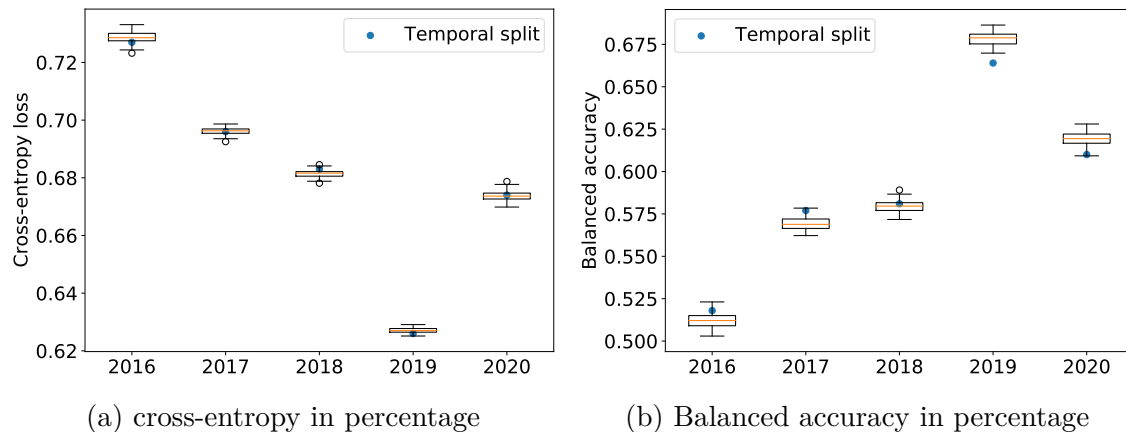 Temporal split
0.72
0.70
0.68
0.66
0.64
0.62
Cross-entropy loss
2016 2017 2018 2019 2020
(a) cross-entropy in percentage
Temporal split
0.675
0.650
0.625
0.600
0.575
0.550
0.525
0.500
Balanced accuracy
2016 2017 2018 2019 2020
(b) Balanced accuracy in percentage